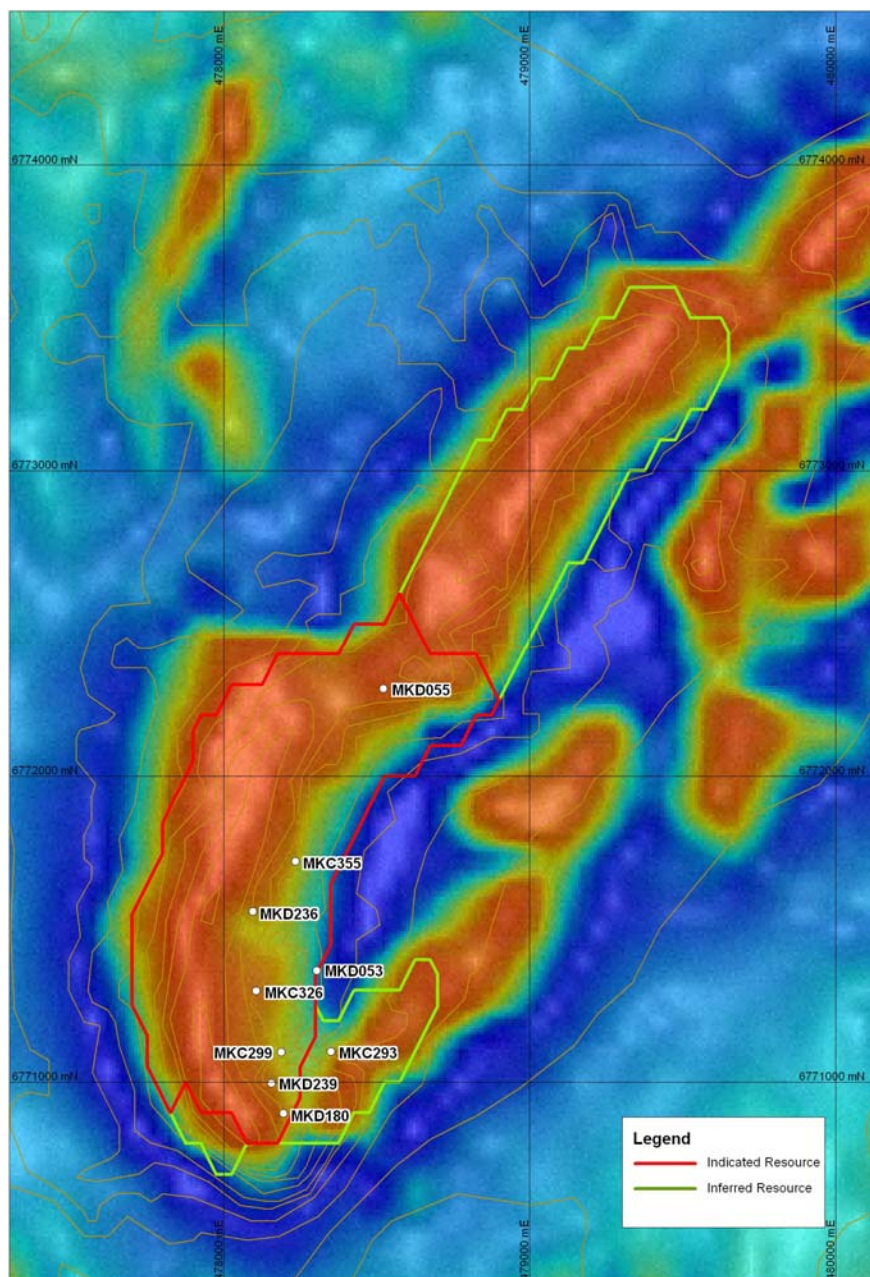 478000 mE
479000 mE
480000 mE
6774000 mN
6774000 mN
6773000 mN
6773000 mN
MKD055
6772000 mN
6772000 mN
MKC355
MKD236
MKD053
MKC326
MKC299
MKC293
6771000 mN
6771000 mN
MKD239
MKD180
Legend
Indicated Resource
Inferred Resource
478000 mE
479000 mE
480000 mE